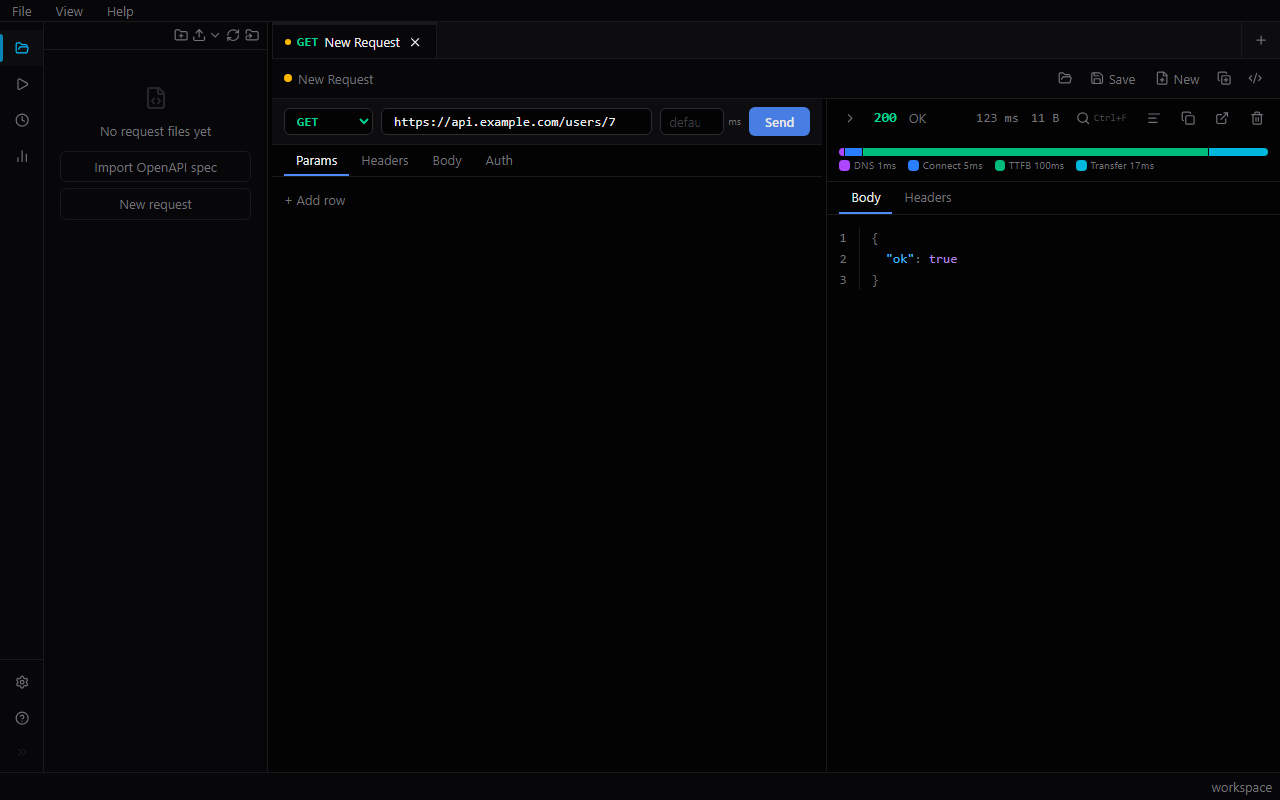 File View Help
GET New Request
New Request
Save New
No request files yet
Import OpenAPI spec
New request
GET https://api.example.com/users/7 defau ms Send
Params Headers Body Auth
+ Add row
200 OK 123 ms 11 B Ctrl+F
DNS 1ms Connect 5ms TTFB 100ms Transfer 17ms
Body Headers
1 {
2 "ok": true
3 }
workspace